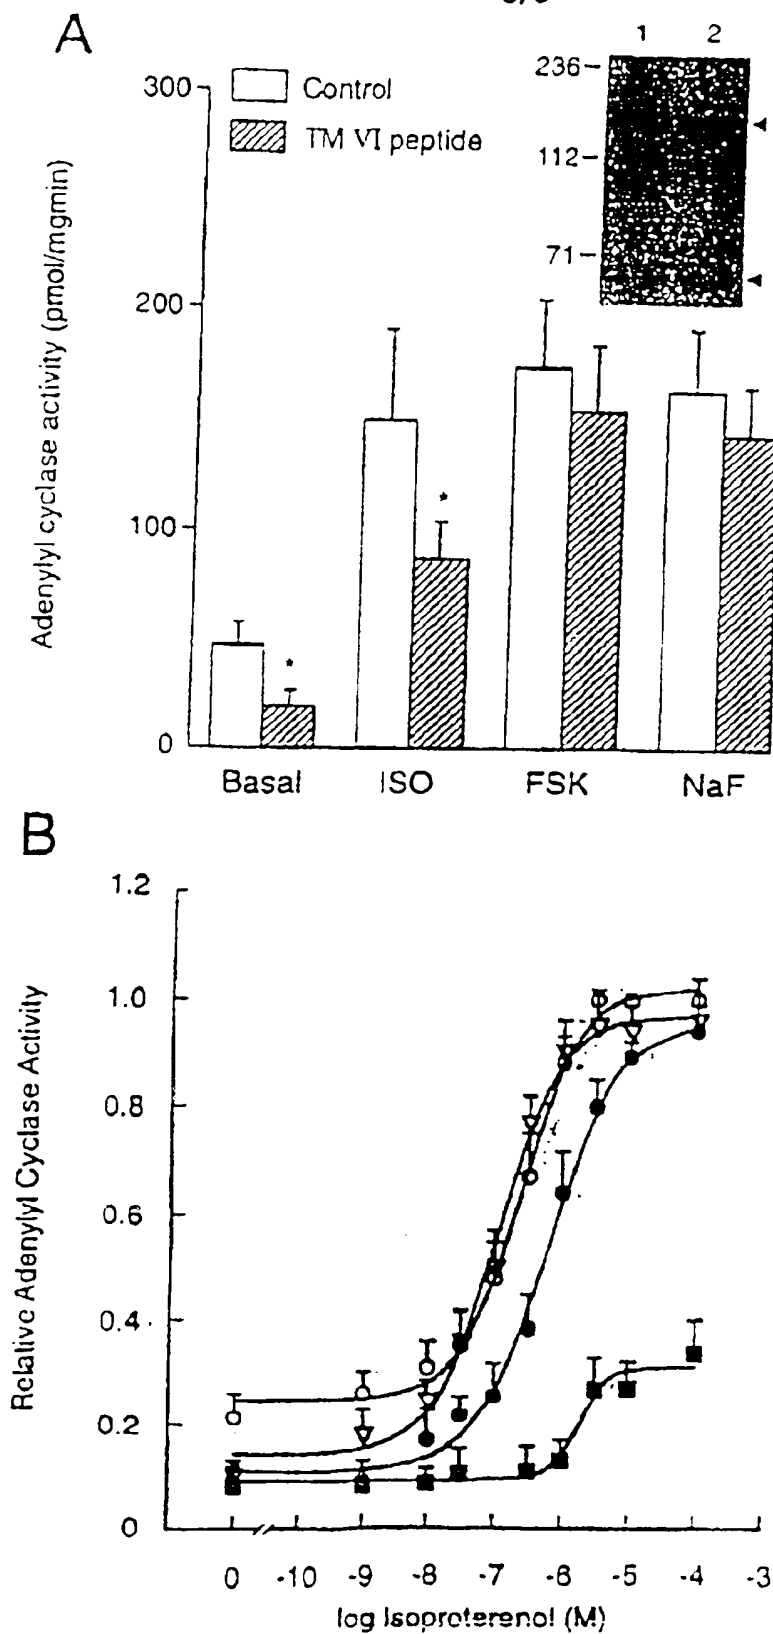 A
1 2
236
112
71
300
200
100
0
Control
TM VI peptide
Adenylyl cyclase activity (pmol/mgmin)
*
*
Basal ISO FSK NaF
B
1.2
1.0
0.8
0.6
0.4
0.2
0
Relative Adenylyl Cyclase Activity
0 -10 -9 -8 -7 -6 -5 -4 -3
log Isoproterenol (M)